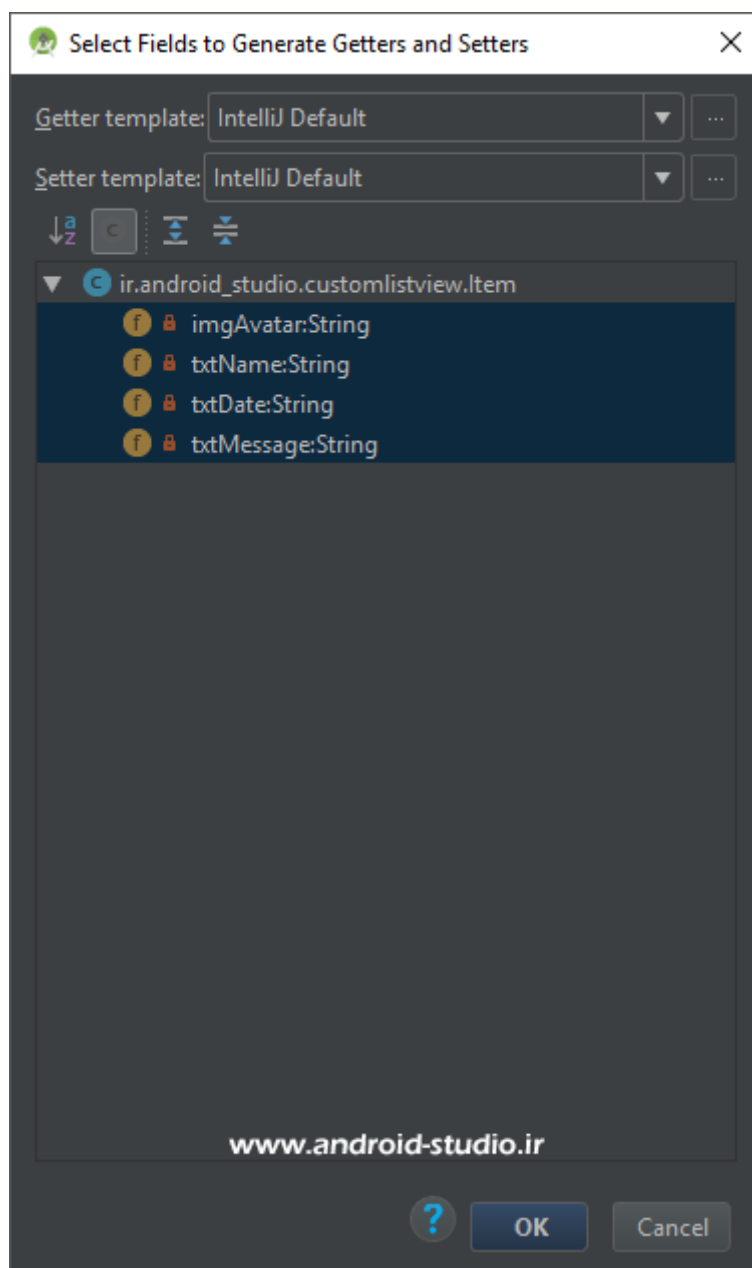 Select Fields to Generate Getters and Setters
Getter template: IntelliJ Default ...
Setter template: IntelliJ Default ...
a
z
c
C ir.android_studio.customlistview.Item
f imgAvatar:String
f txtName:String
f txtDate:String
f txtMessage:String
www.android-studio.ir
? OK Cancel